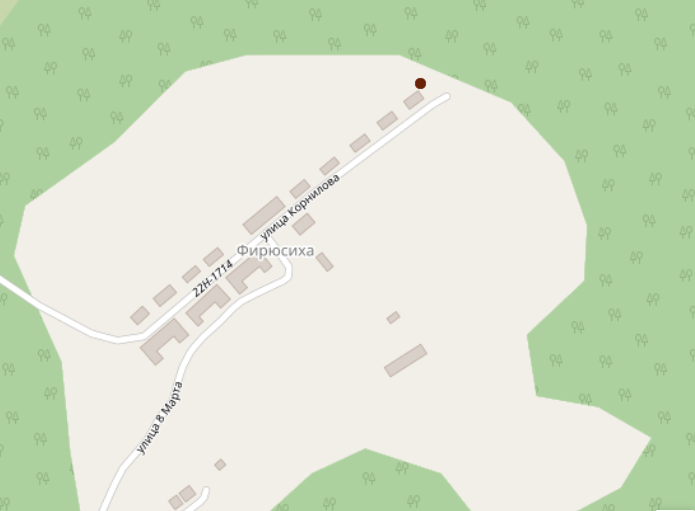 улица Корнилова
Фирюсиха
22Н-1714
улица 8 Марта